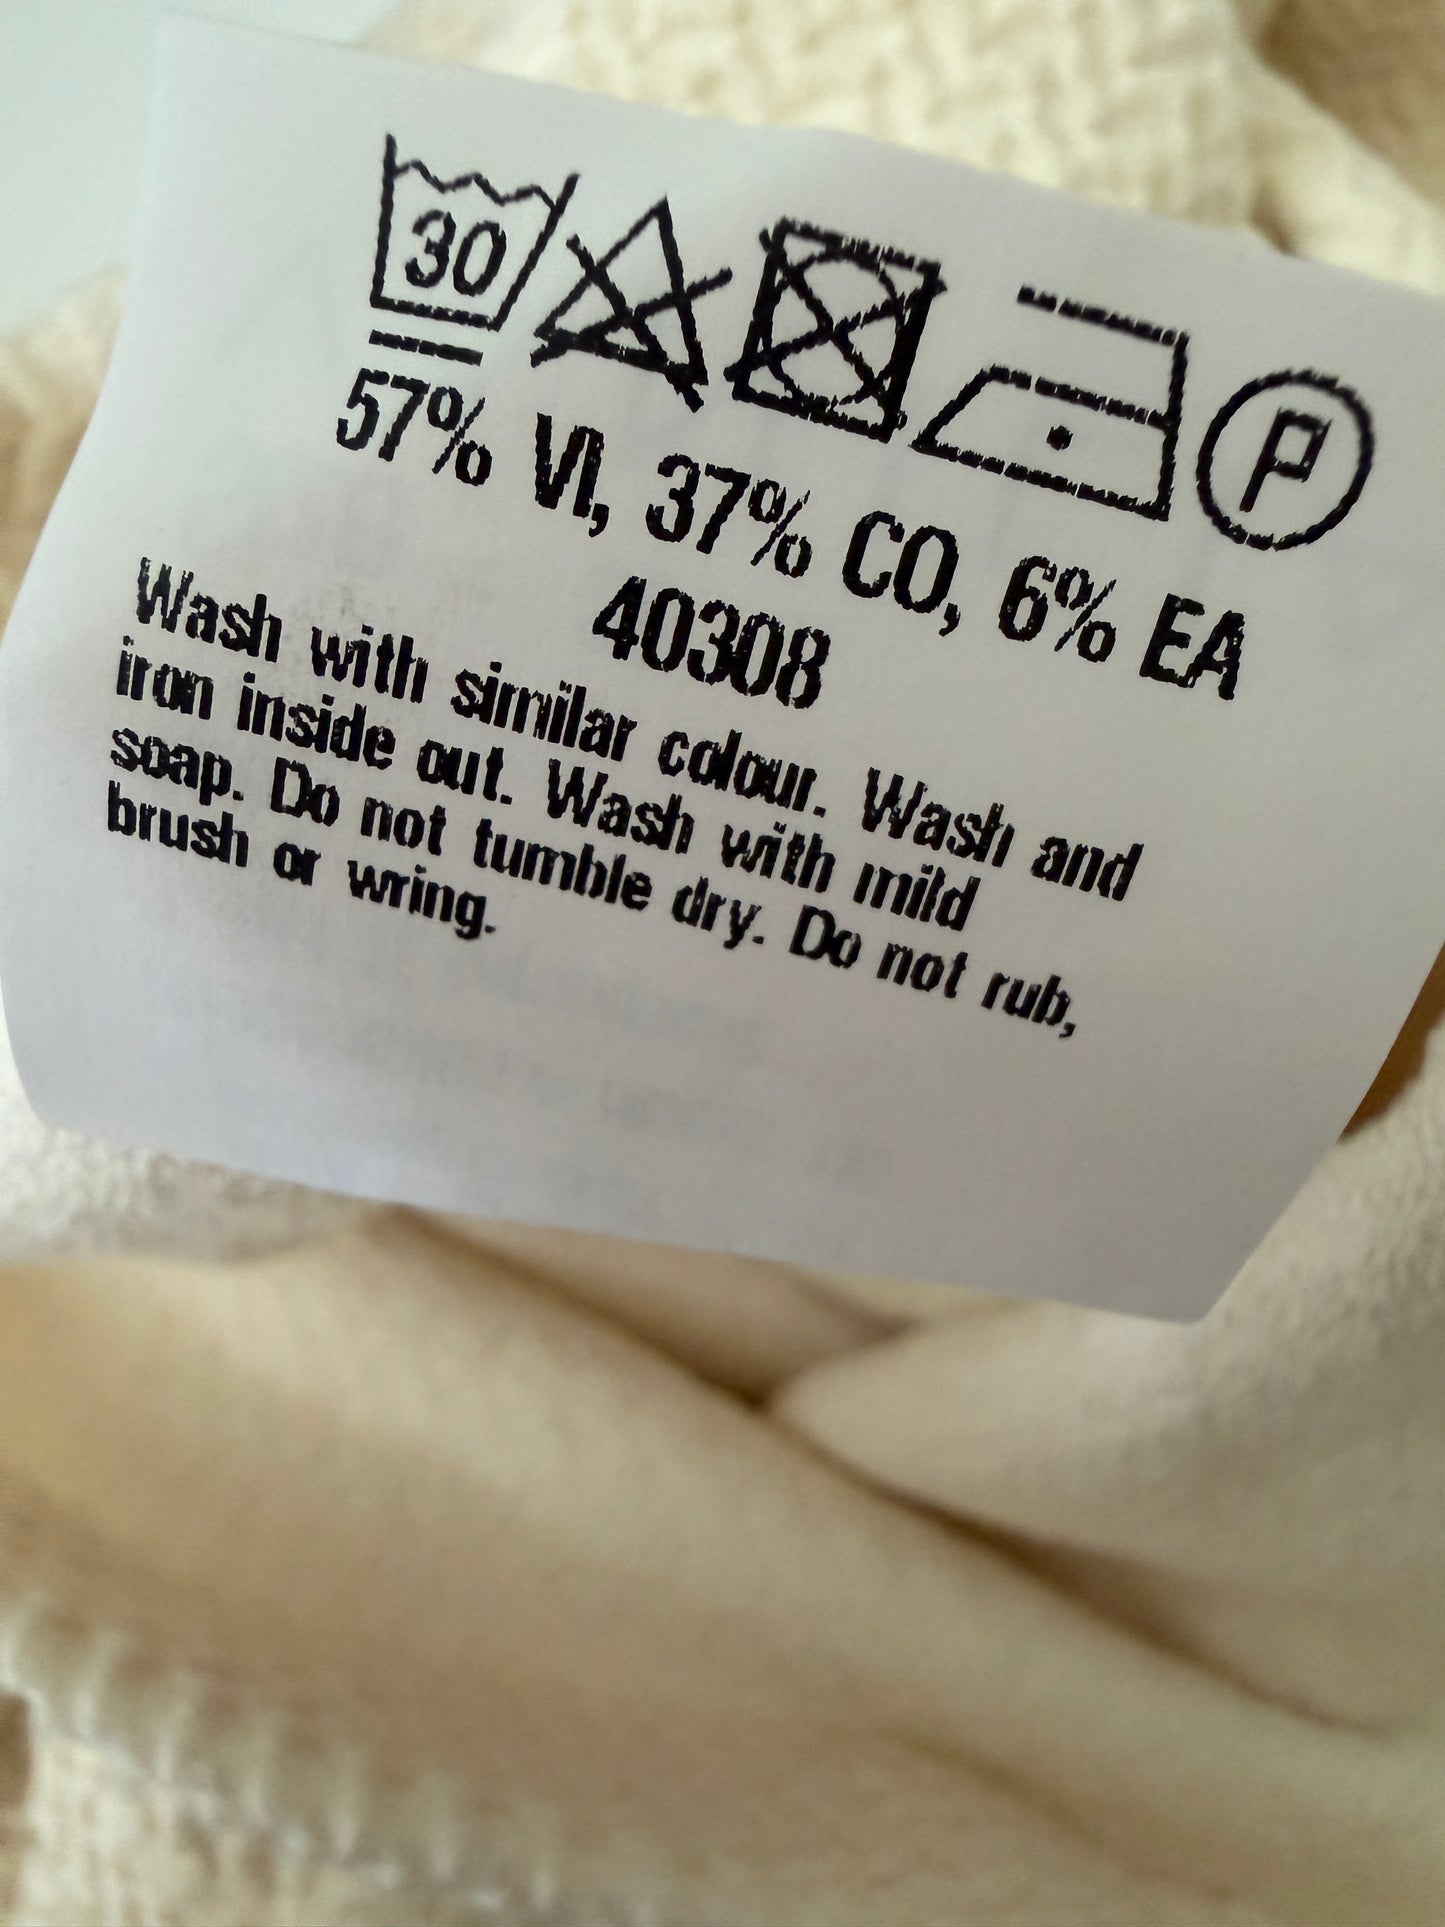 30 P
57% VI, 37% CO, 6% EA
40308
Wash with similar colour. Wash and
iron inside out. Wash with mild
soap. Do not tumble dry. Do not rub,
brush or wring.